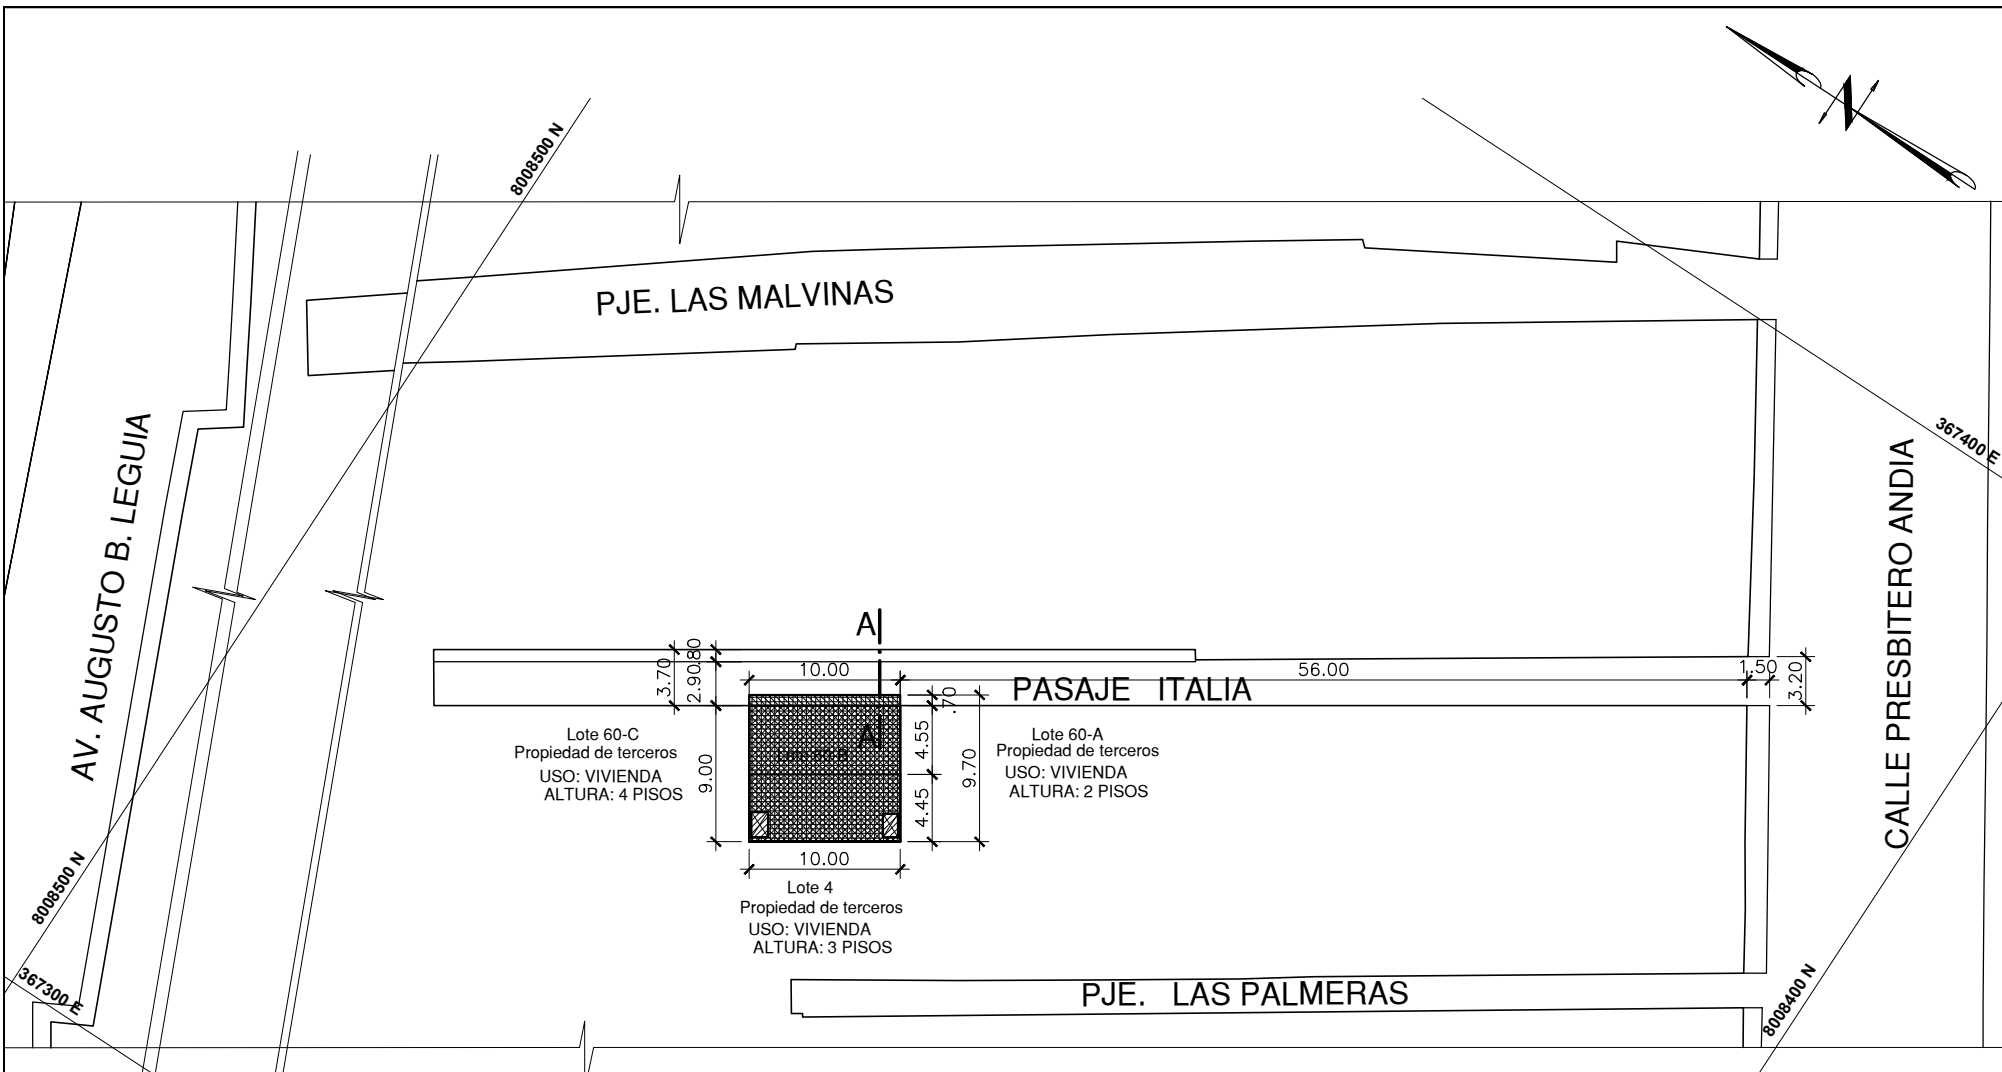 N
8008500 N
PJE. LAS MALVINAS
367400 E
AV. AUGUSTO B. LEGUIA
CALLE PRESBITERO ANDIA
A
.80
3.70
2.90
10.00
56.00
1.50
3.20
PASAJE ITALIA
.70
A
Lote 60-B
4.55
9.70
4.45
9.00
Lote 60-C
Propiedad de terceros
USO: VIVIENDA
ALTURA: 4 PISOS
Lote 60-A
Propiedad de terceros
USO: VIVIENDA
ALTURA: 2 PISOS
10.00
Lote 4
Propiedad de terceros
USO: VIVIENDA
ALTURA: 3 PISOS
8008500 N
367300 E
PJE. LAS PALMERAS
8008400 N